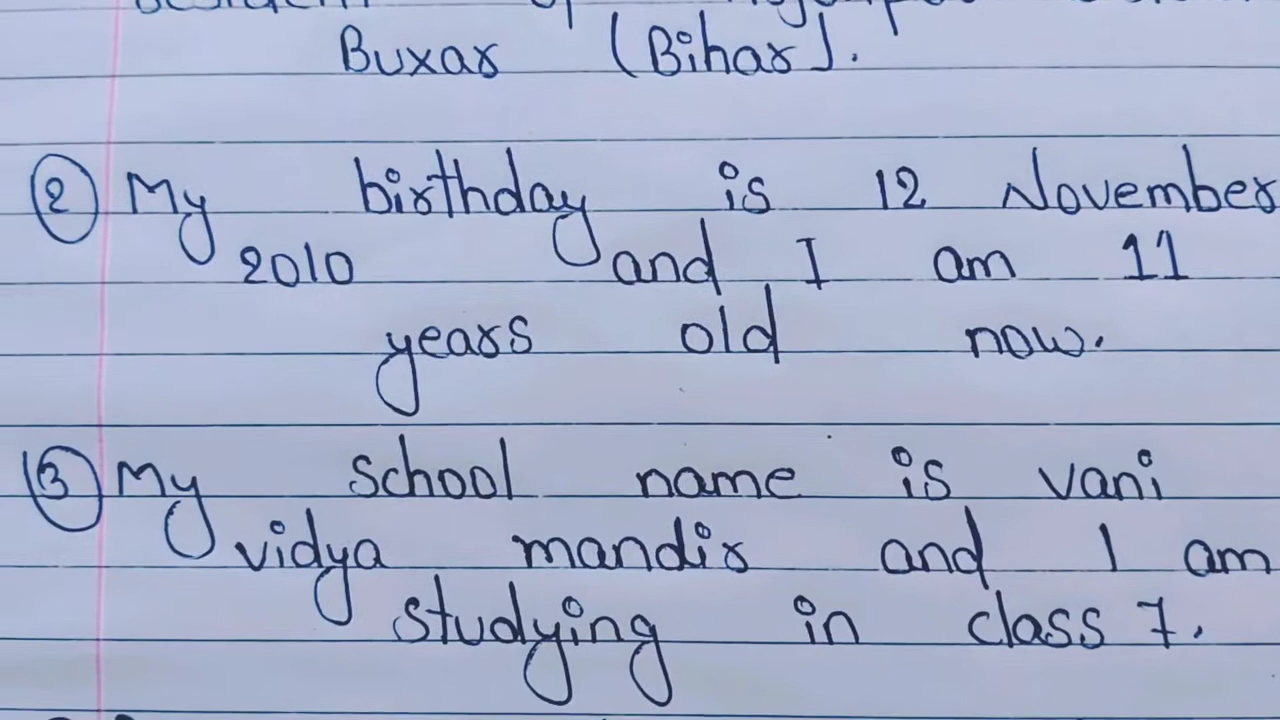 Buxar (Bihar).
② My birthday is 12 November
2010 and I am 11
years old now.
③ My school name is vani
vidya mandir and I am
studying in class 7.